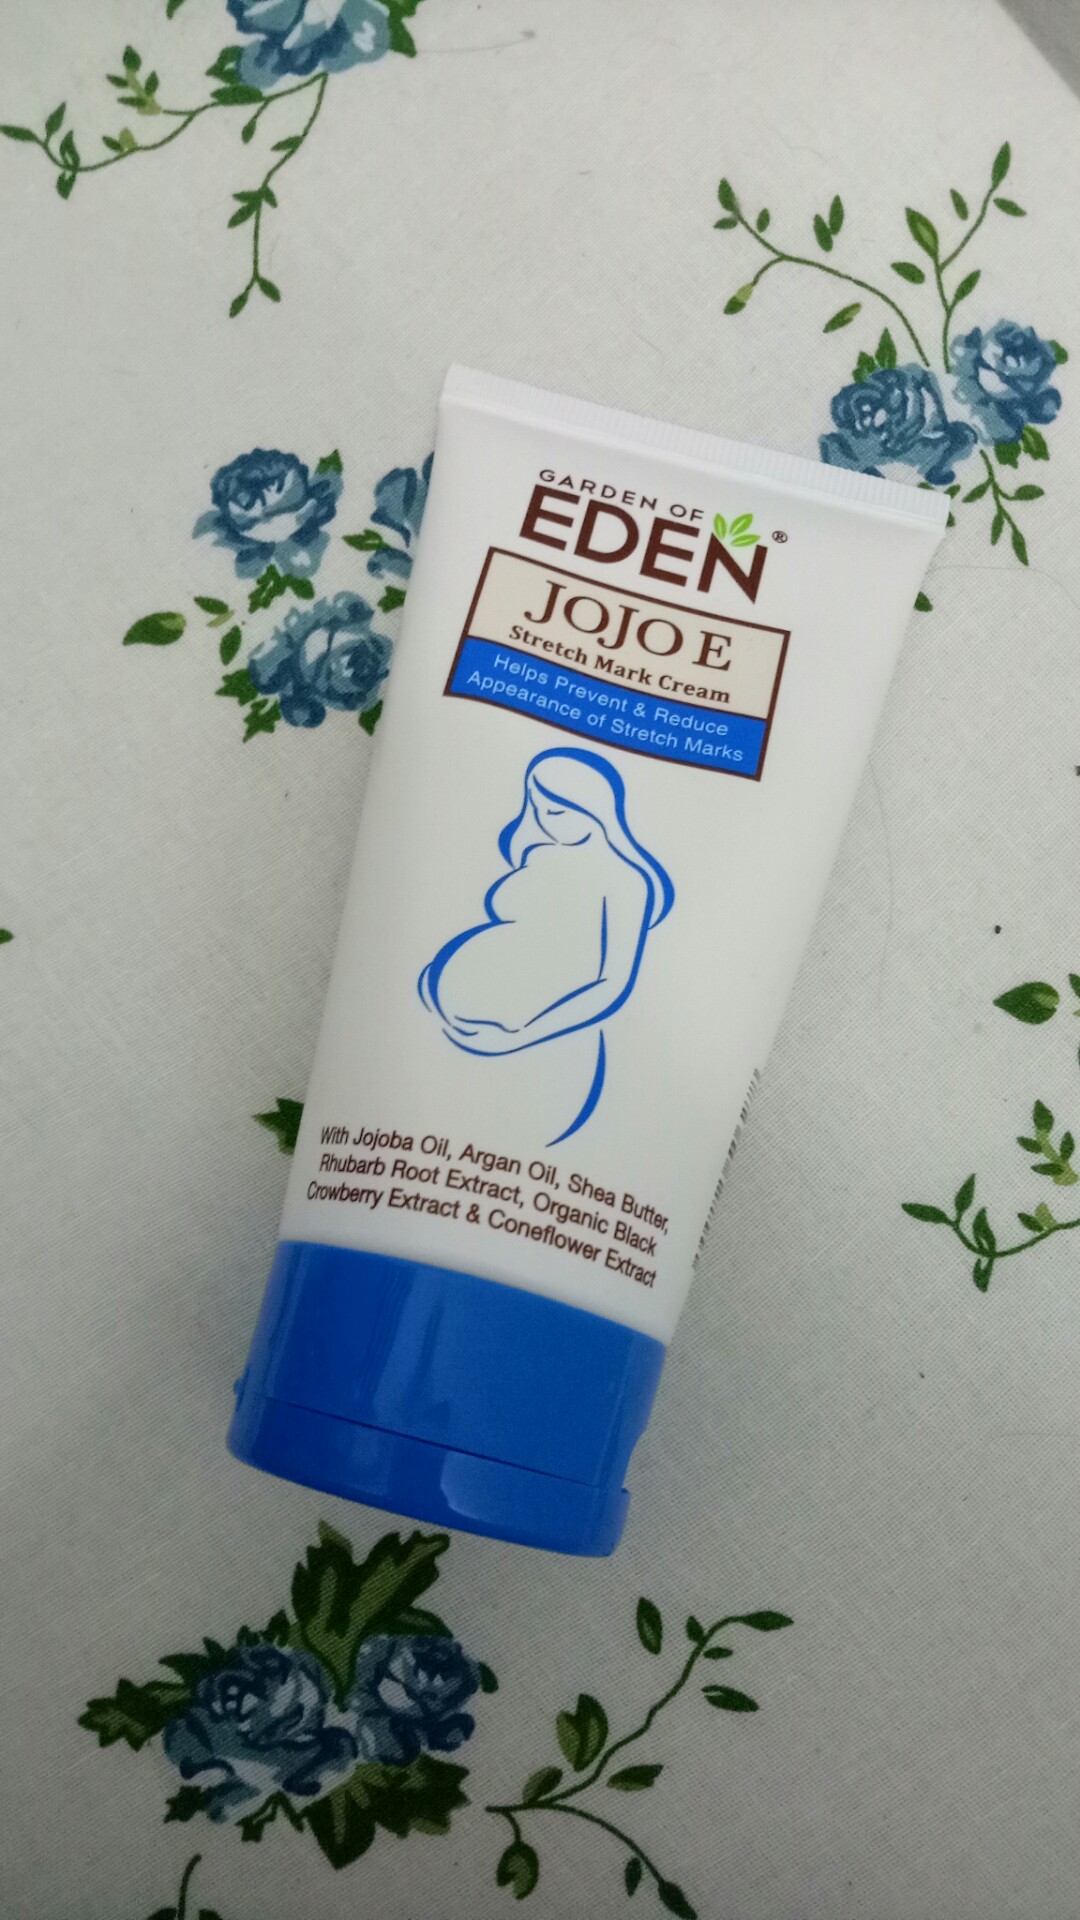 GARDEN OF
EDEN®
JOJO E
Stretch Mark Cream
Helps Prevent & Reduce
Appearance of Stretch Marks
With Jojoba Oil, Argan Oil, Shea Butter,
Rhubarb Root Extract, Organic Black
Crowberry Extract & Coneflower Extract